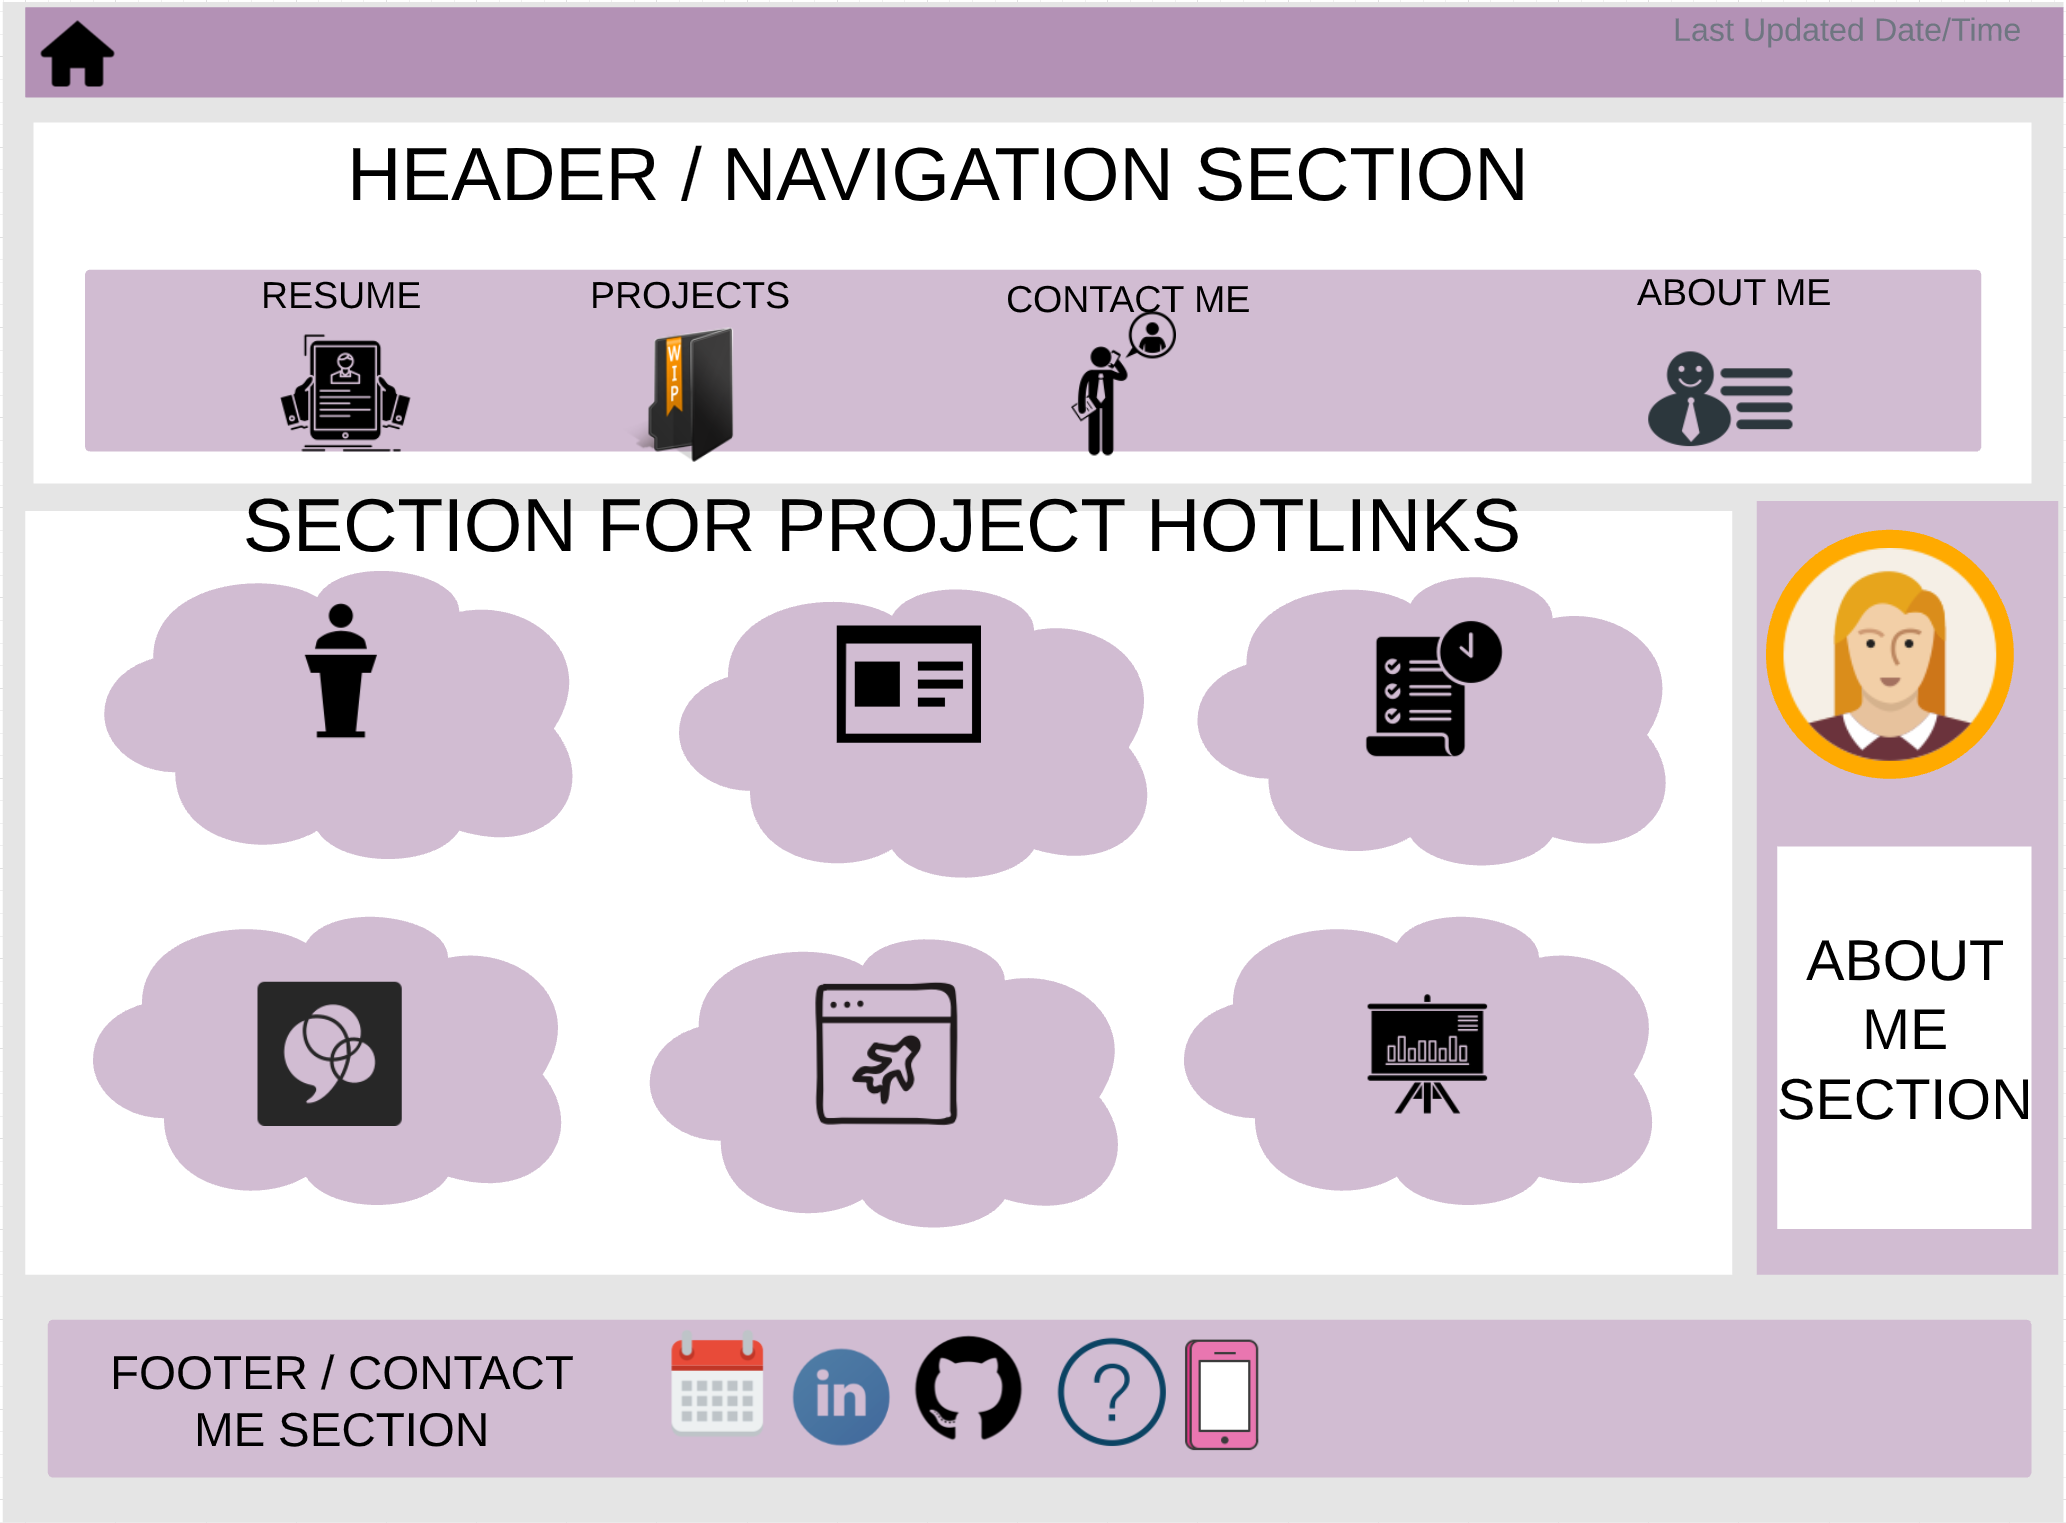 Last Updated Date/Time
HEADER / NAVIGATION SECTION
RESUME
PROJECTS
CONTACT ME
ABOUT ME
W
I
P
SECTION FOR PROJECT HOTLINKS
ABOUT
ME
SECTION
FOOTER / CONTACT
ME SECTION
in
?